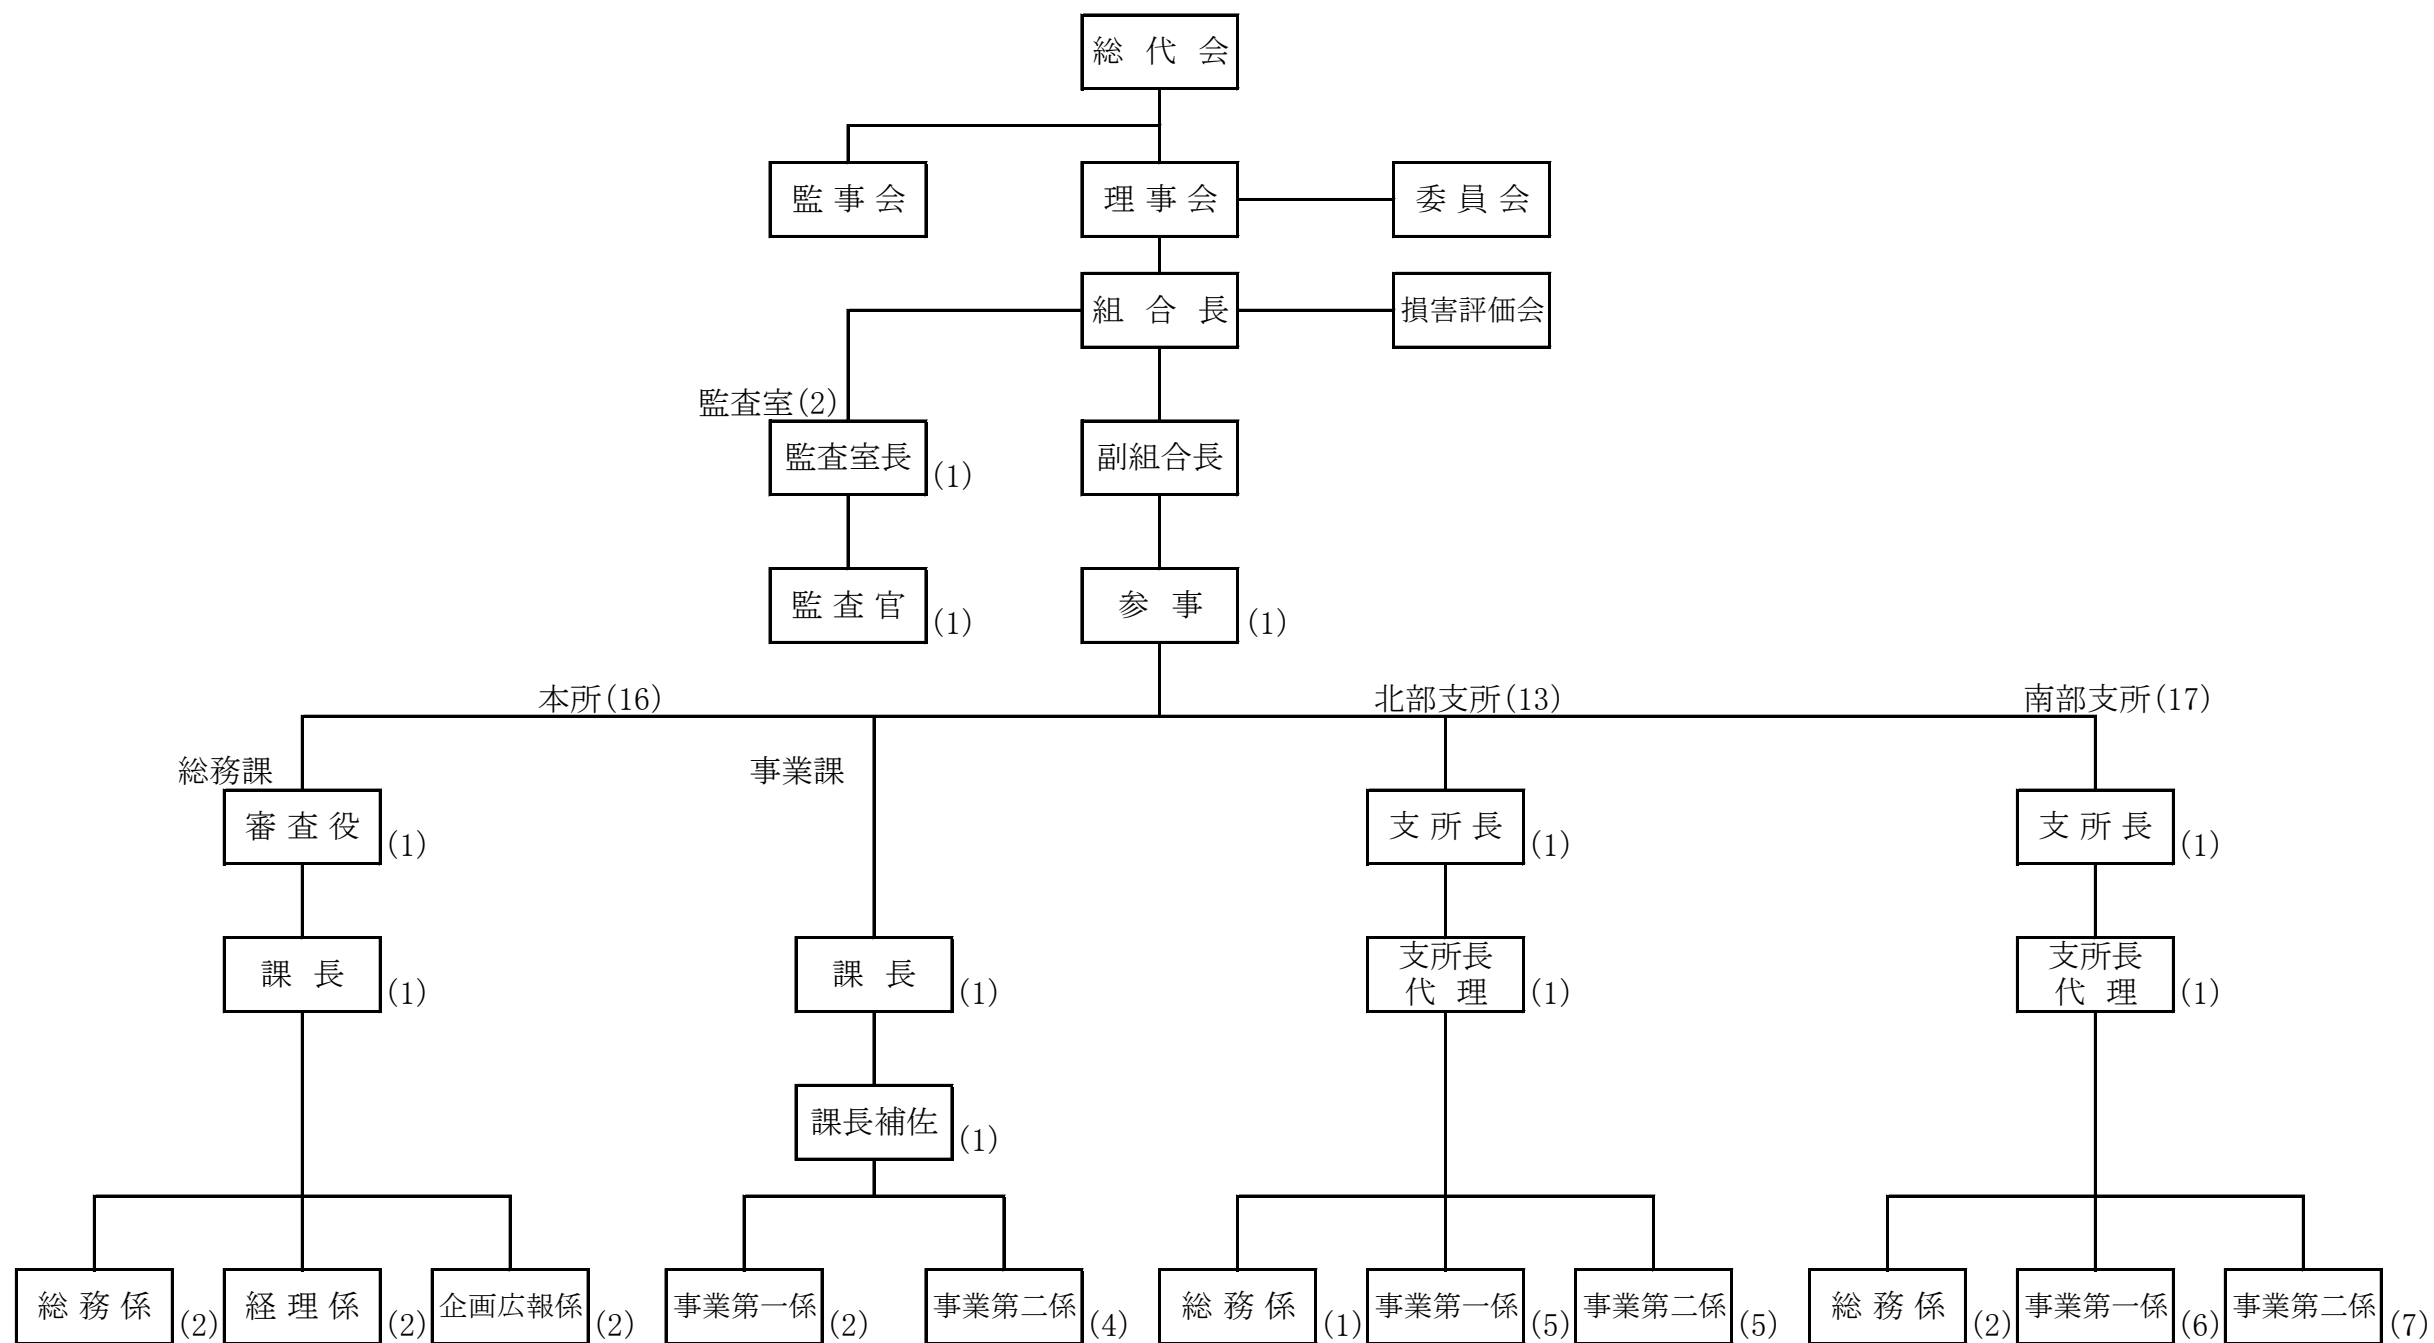 総代会
監事会
理事会
委員会
組合長
損害評価会
監査室(2)
監査室長
(1)
副組合長
監査官
(1)
参事
(1)
本所(16)
北部支所(13)
南部支所(17)
総務課
事業課
審査役
(1)
支所長
(1)
支所長
(1)
課長
(1)
課長
(1)
支所長
代理
(1)
支所長
代理
(1)
課長補佐
(1)
総務係
(2)
経理係
(2)
企画広報係
(2)
事業第一係
(2)
事業第二係
(4)
総務係
(1)
事業第一係
(5)
事業第二係
(5)
総務係
(2)
事業第一係
(6)
事業第二係
(7)